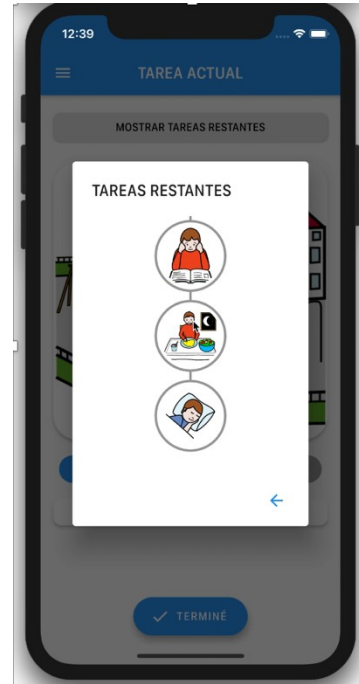 12:39
TAREA ACTUAL
MOSTRAR TAREAS RESTANTES
TAREAS RESTANTES
TERMINÉ